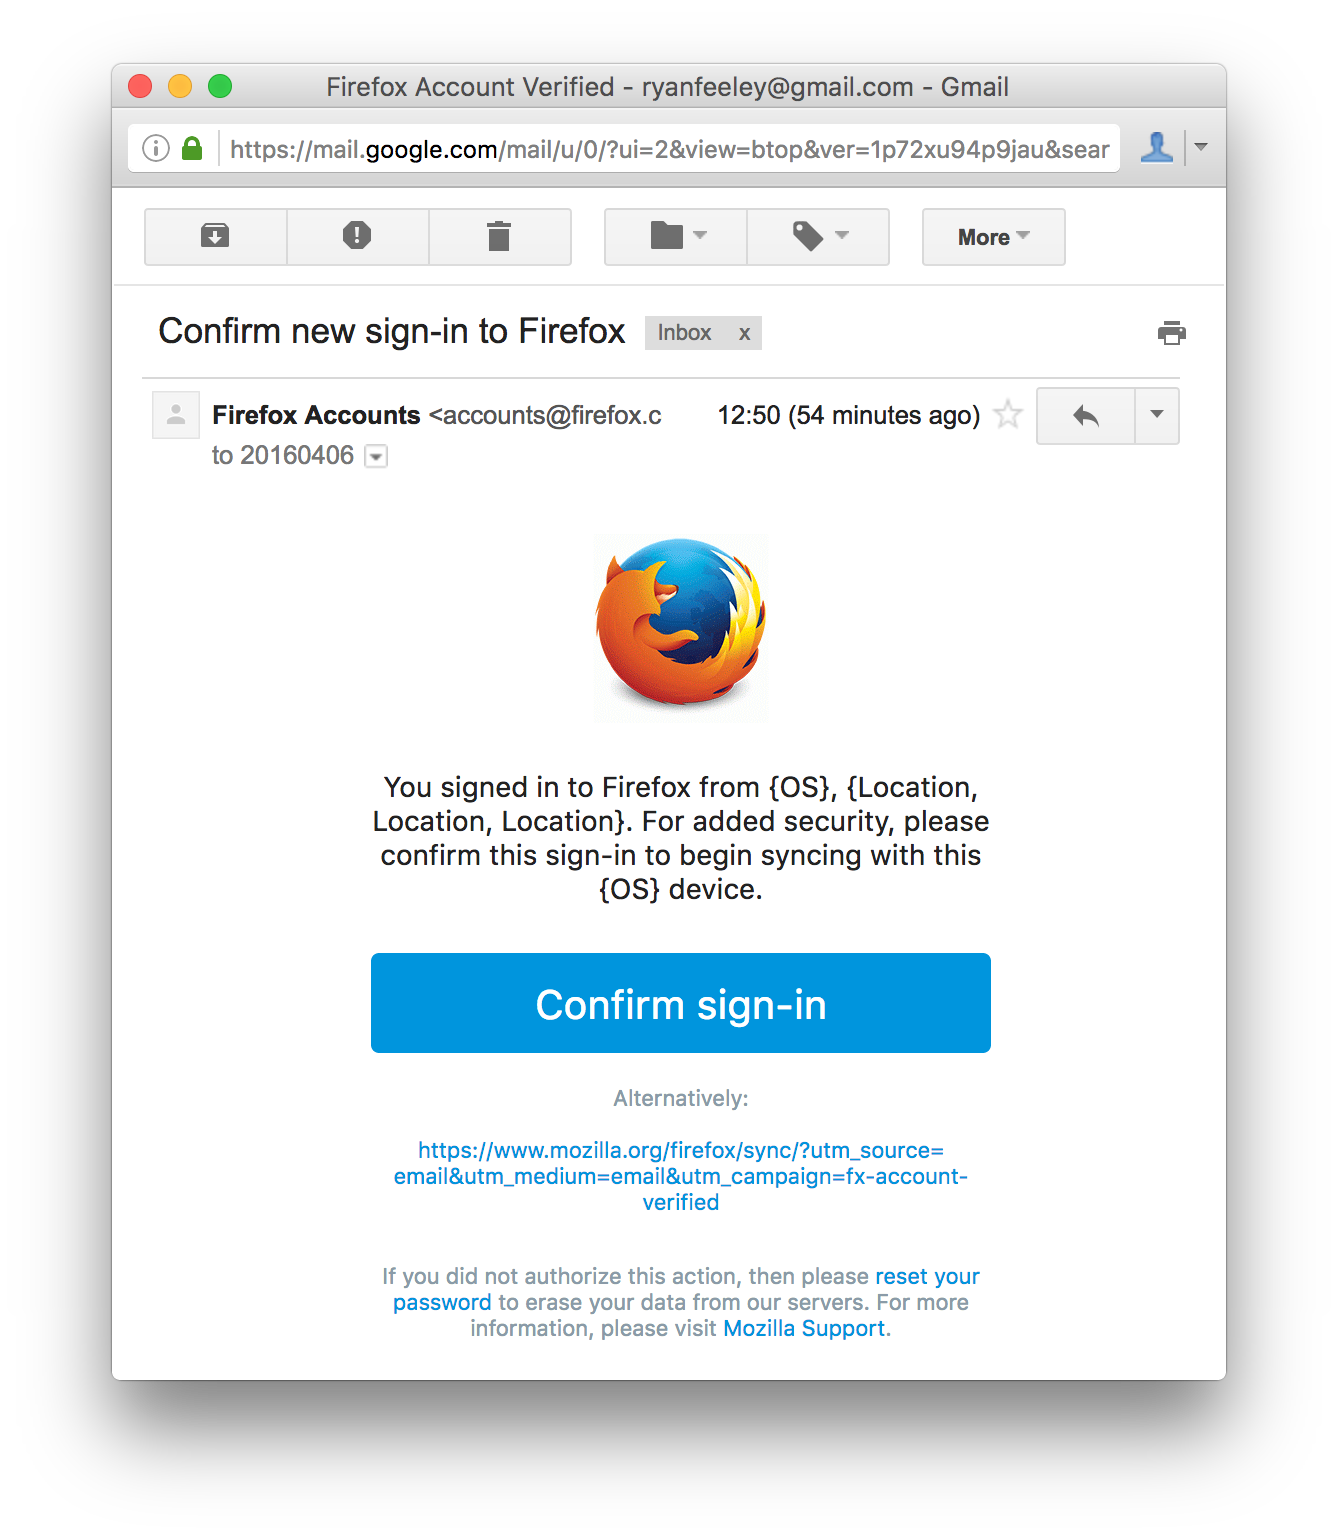 Firefox Account Verified - ryanfeeley@gmail.com - Gmail
https://mail.google.com/mail/u/0/?ui=2&view=btop&ver=1p72xu94p9jau&sear
More
Confirm new sign-in to Firefox Inbox x
Firefox Accounts <accounts@firefox.c 12:50 (54 minutes ago)
to 20160406
You signed in to Firefox from {OS}, {Location,
Location, Location}. For added security, please
confirm this sign-in to begin syncing with this
{OS} device.
Confirm sign-in
Alternatively:
https://www.mozilla.org/firefox/sync/?utm_source=
email&utm_medium=email&utm_campaign=fx-account-
verified
If you did not authorize this action, then please reset your
password to erase your data from our servers. For more
information, please visit Mozilla Support.